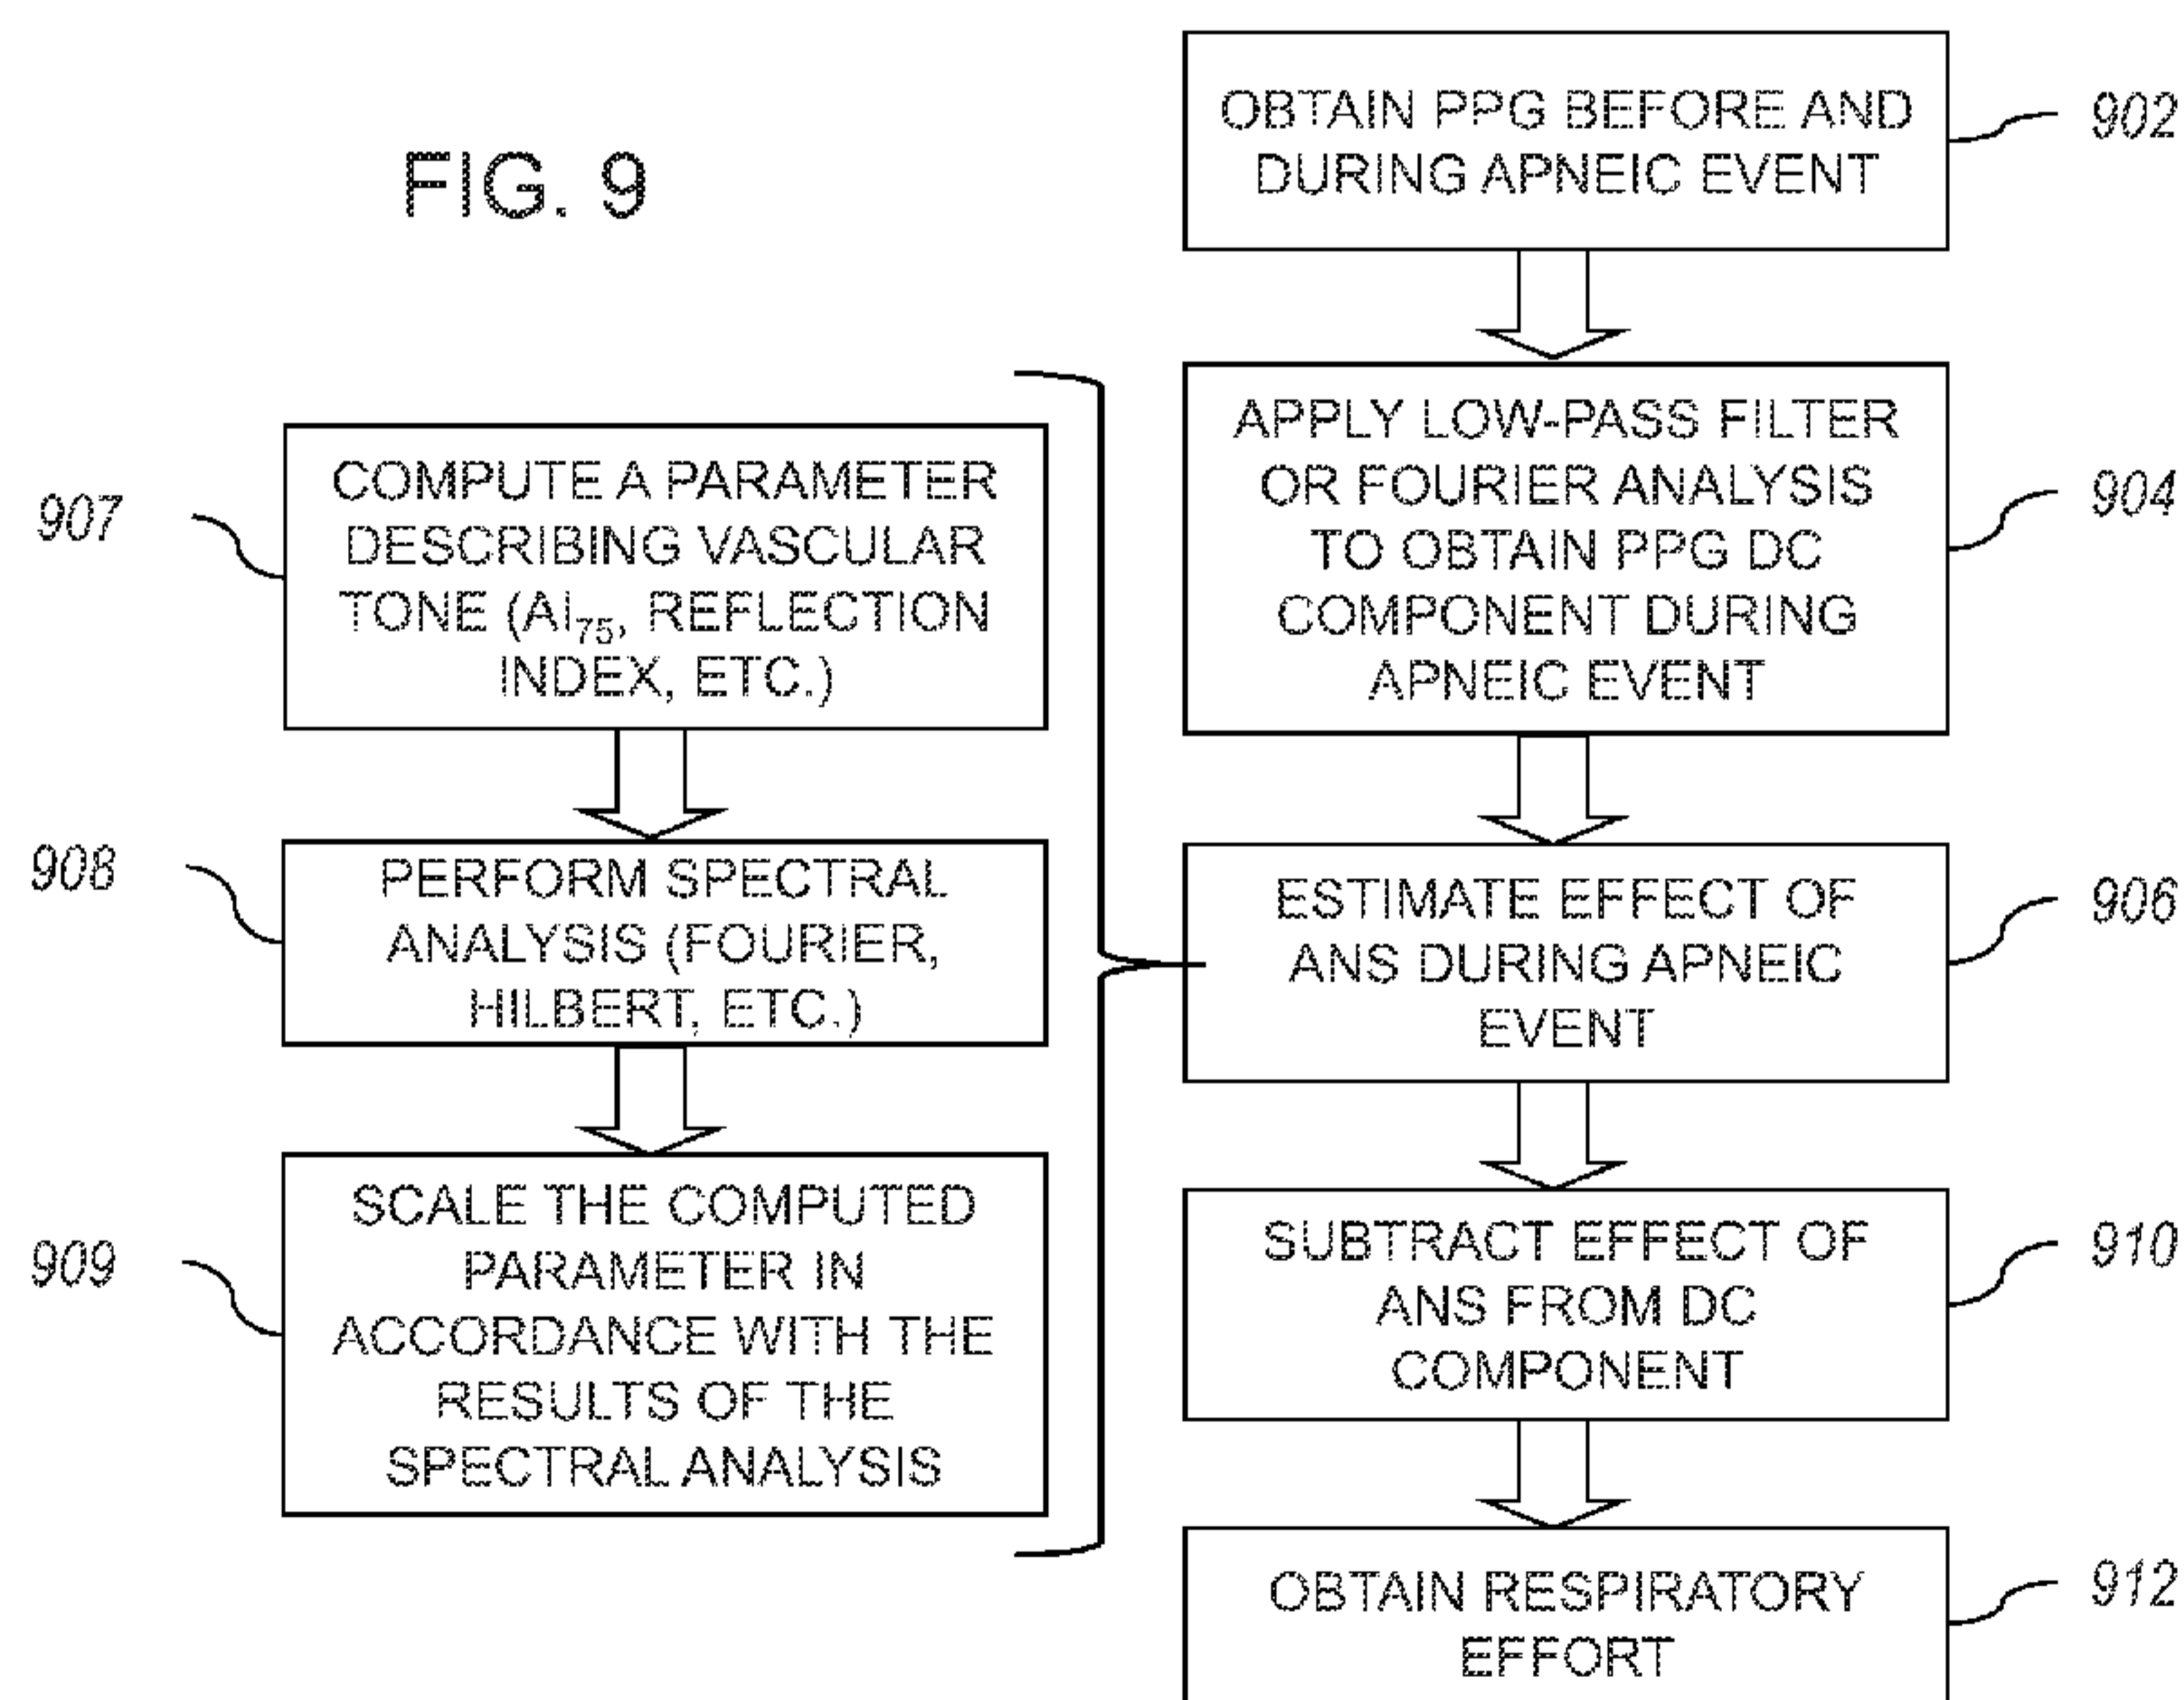 FIG. 9
OBTAIN PPG BEFORE AND
DURING APNEIC EVENT
902
APPLY LOW-PASS FILTER
OR FOURIER ANALYSIS
TO OBTAIN PPG DC
COMPONENT DURING
APNEIC EVENT
904
ESTIMATE EFFECT OF
ANS DURING APNEIC
EVENT
906
907
COMPUTE A PARAMETER
DESCRIBING VASCULAR
TONE (AI75, REFLECTION
INDEX, ETC.)
908
PERFORM SPECTRAL
ANALYSIS (FOURIER,
HILBERT, ETC.)
909
SCALE THE COMPUTED
PARAMETER IN
ACCORDANCE WITH THE
RESULTS OF THE
SPECTRAL ANALYSIS
SUBTRACT EFFECT OF
ANS FROM DC
COMPONENT
910
OBTAIN RESPIRATORY
EFFORT
912